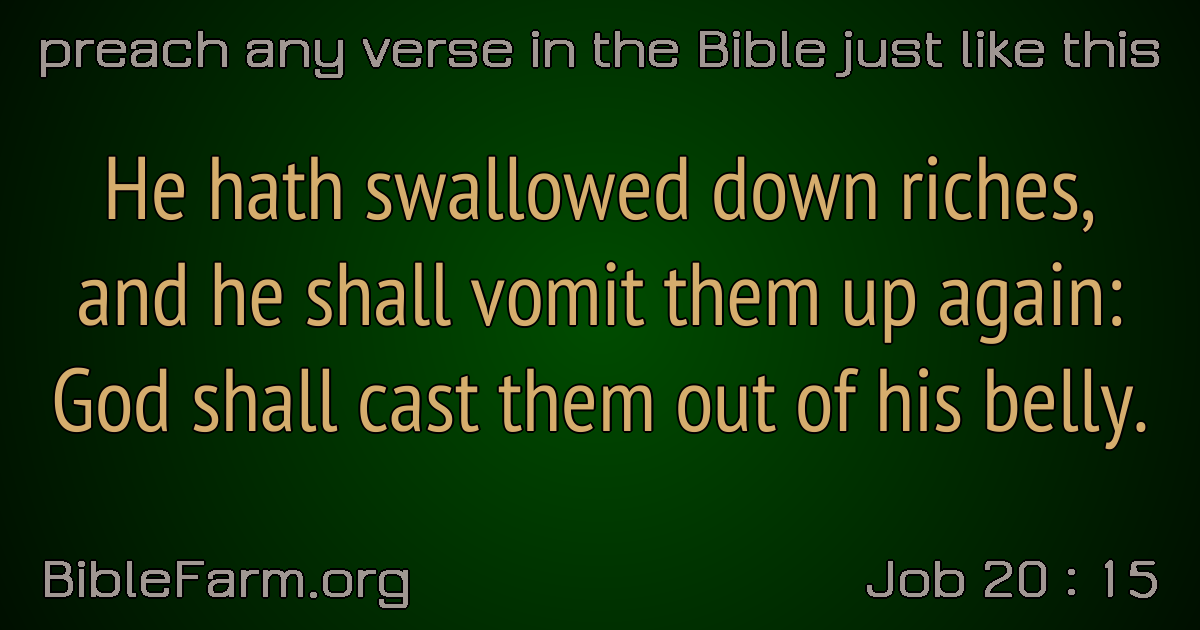 preach any verse in the Bible just like this
He hath swallowed down riches,
and he shall vomit them up again:
God shall cast them out of his belly.
BibleFarm.org
Job 20 : 15